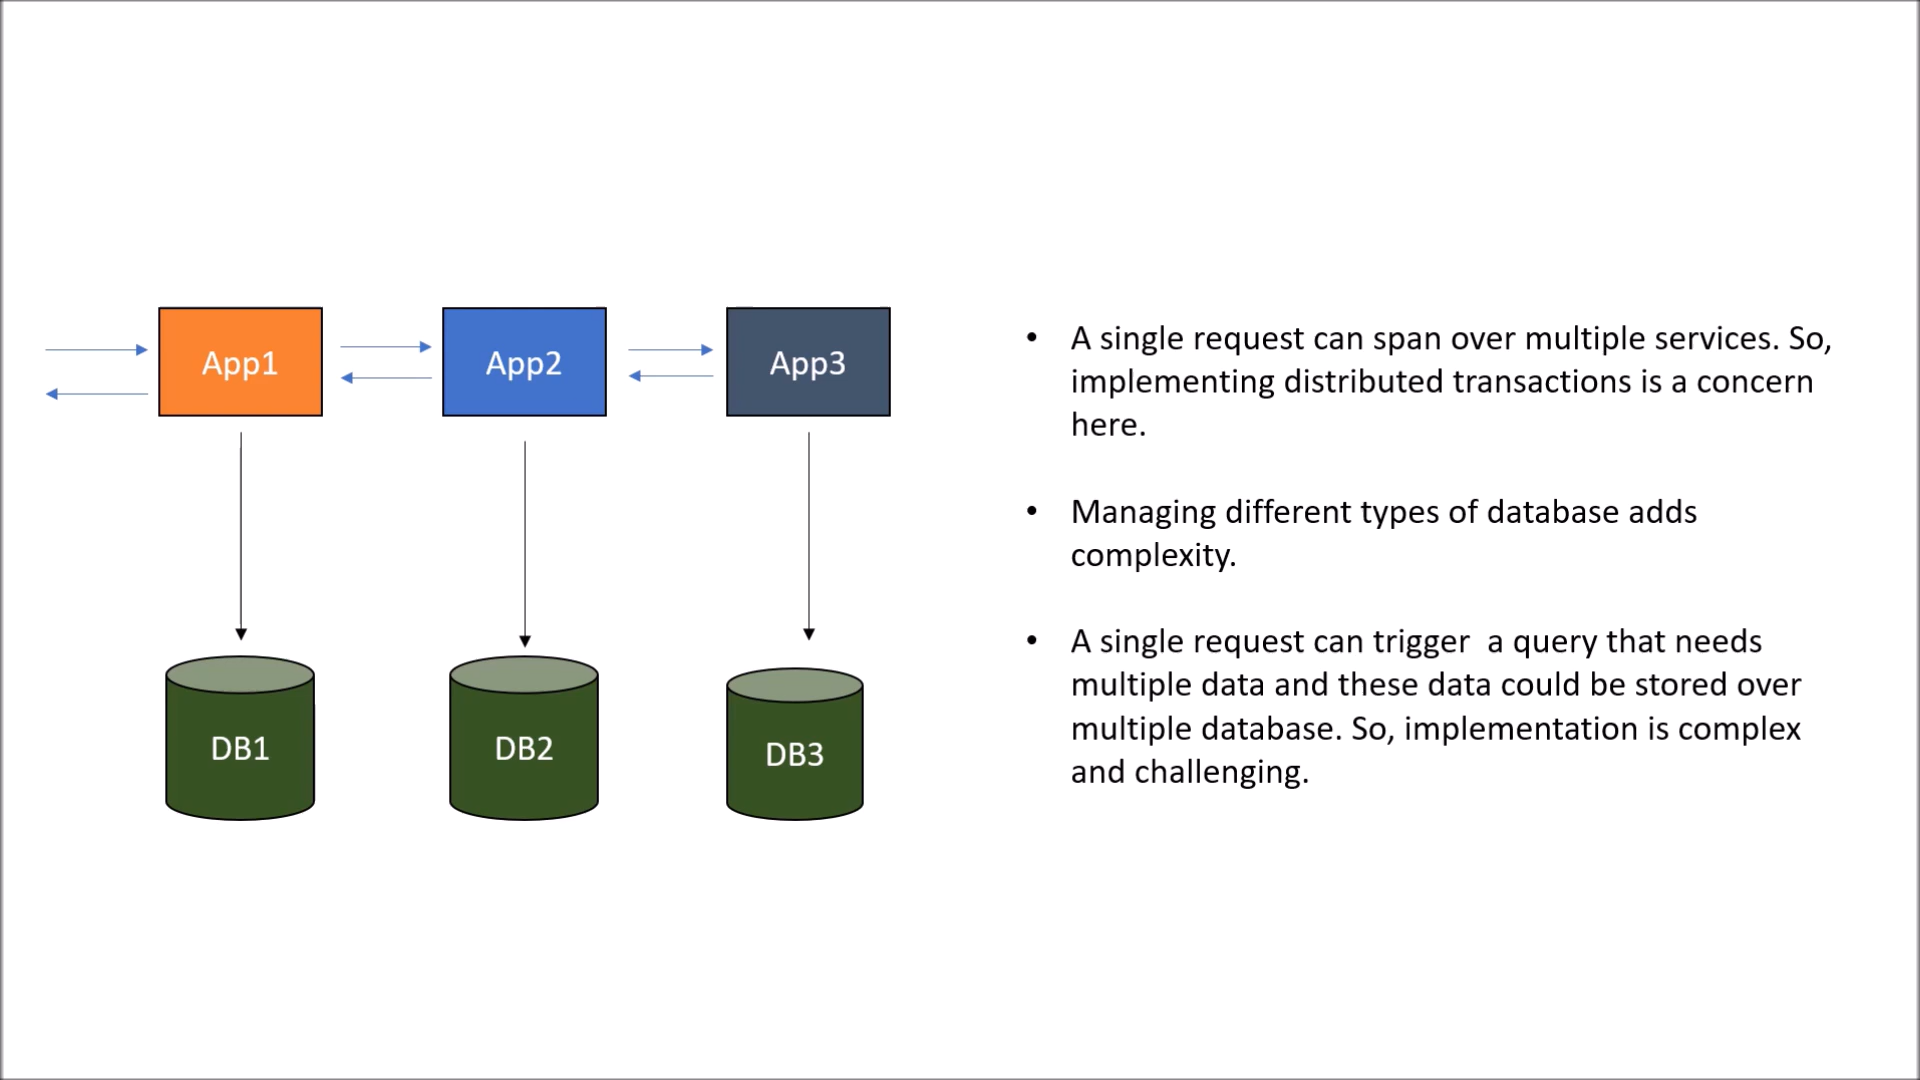 App1
App2
App3
DB1
DB2
DB3
• A single request can span over multiple services. So,
implementing distributed transactions is a concern
here.
• Managing different types of database adds
complexity.
• A single request can trigger  a query that needs
multiple data and these data could be stored over
multiple database. So, implementation is complex
and challenging.